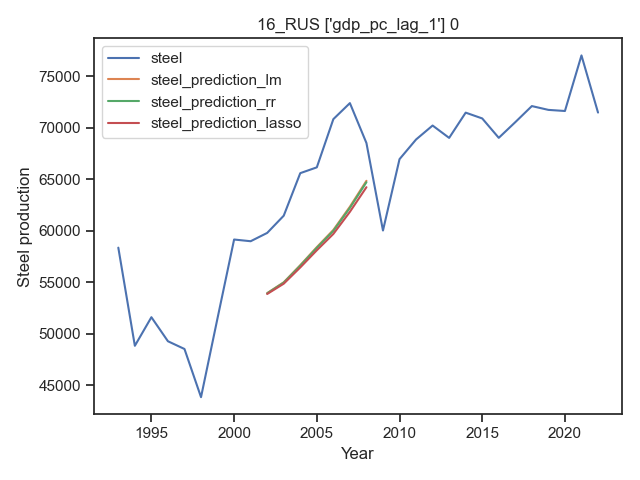 16_RUS ['gdp_pc_lag_1'] 0
steel
steel_prediction_lm
steel_prediction_rr
steel_prediction_lasso
75000
70000
65000
60000
55000
50000
45000
Steel production
1995
2000
2005
2010
2015
2020
Year